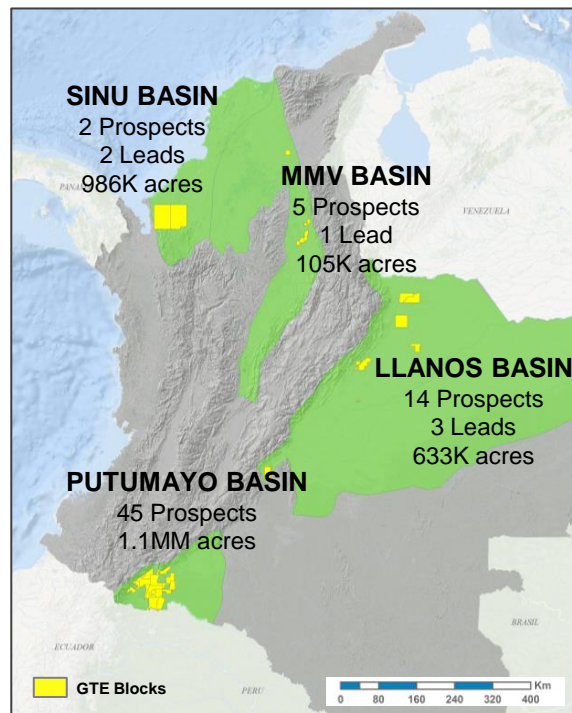 SINU BASIN
2 Prospects
2 Leads
986K acres
PANAM
MMV BASIN
5 Prospects
1 Lead
105K acres
VENEZUELA
LLANOS BASIN
14 Prospects
3 Leads
633K acres
PUTUMAYO BASIN
45 Prospects
1.1MM acres
BRASIL
ECUADOR
PERU
GTE Blocks
Km
0 40 80 160 240 320 400